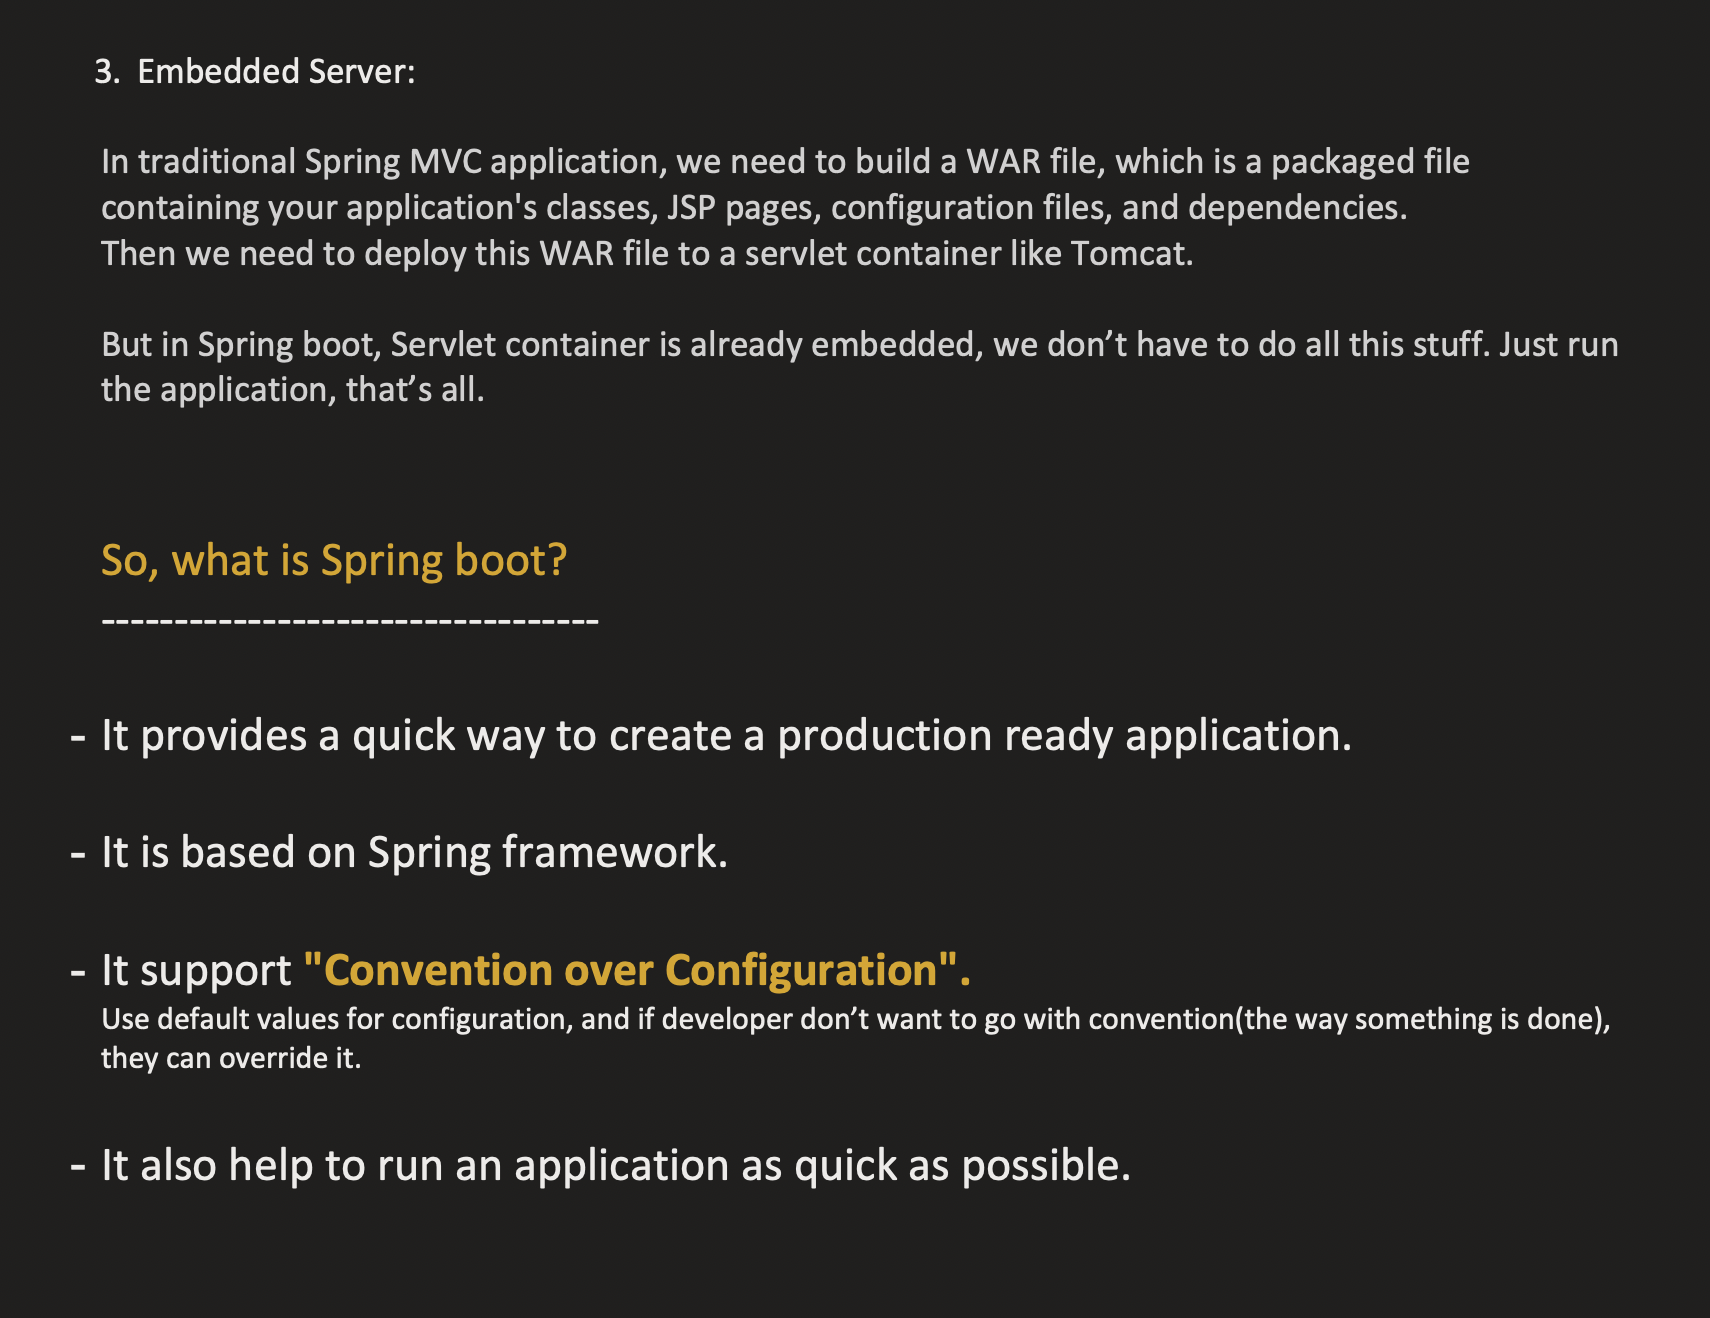 3. Embedded Server:
In traditional Spring MVC application, we need to build a WAR file, which is a packaged file
containing your application's classes, JSP pages, configuration files, and dependencies.
Then we need to deploy this WAR file to a servlet container like Tomcat.
But in Spring boot, Servlet container is already embedded, we don’t have to do all this stuff. Just run
the application, that’s all.
So, what is Spring boot?
----------------------------------
- It provides a quick way to create a production ready application.
- It is based on Spring framework.
- It support "Convention over Configuration".
Use default values for configuration, and if developer don’t want to go with convention(the way something is done),
they can override it.
- It also help to run an application as quick as possible.